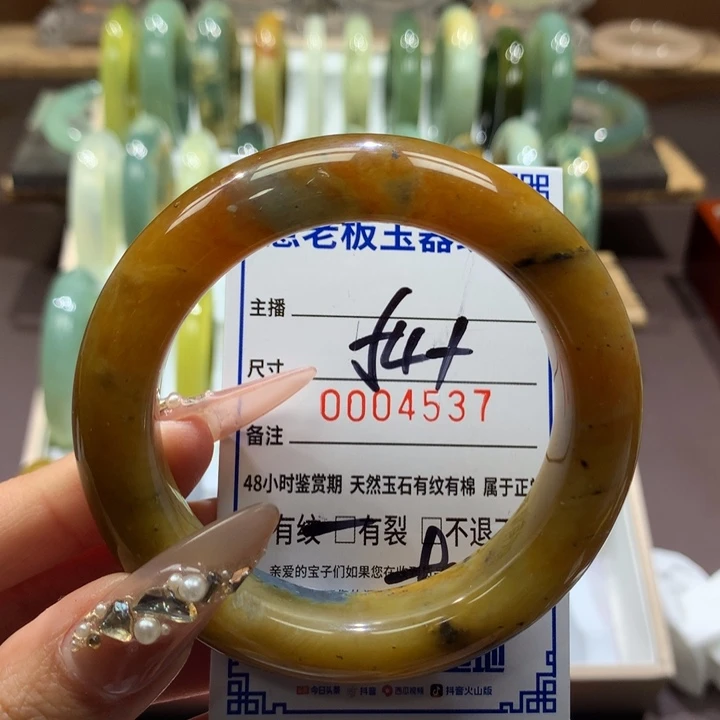 老板玉器
主播
尺寸 54+
0004537
备注
48小时鉴赏期 天然玉石有纹有棉 属于正
有纹 □有裂 □不退
亲爱的宝子们如果您在
今日头条 抖音 西瓜视频 抖音火山版